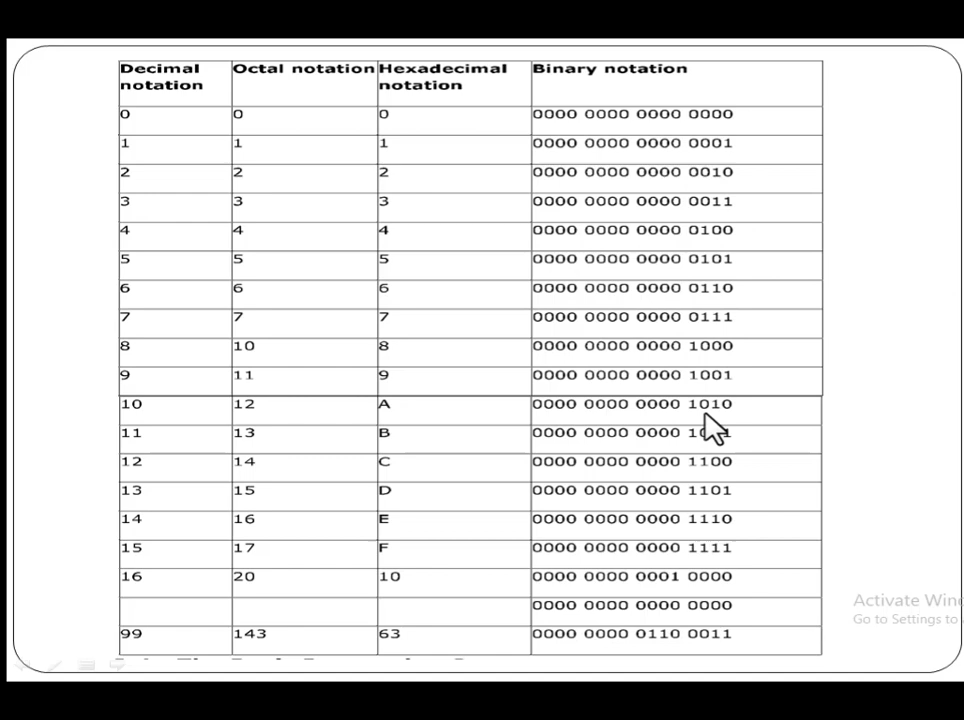 Decimal notation Octal notation Hexadecimal notation Binary notation
0 0 0 0000 0000 0000 0000
1 1 1 0000 0000 0000 0001
2 2 2 0000 0000 0000 0010
3 3 3 0000 0000 0000 0011
4 4 4 0000 0000 0000 0100
5 5 5 0000 0000 0000 0101
6 6 6 0000 0000 0000 0110
7 7 7 0000 0000 0000 0111
8 10 8 0000 0000 0000 1000
9 11 9 0000 0000 0000 1001
10 12 A 0000 0000 0000 1010
11 13 B 0000 0000 0000
12 14 C 0000 0000 0000 1100
13 15 D 0000 0000 0000 1101
14 16 E 0000 0000 0000 1110
15 17 F 0000 0000 0000 1111
16 20 10 0000 0000 0001 0000
0000 0000 0000 0000
99 143 63 0000 0000 0110 0011
Activate Win
Go to Settings to